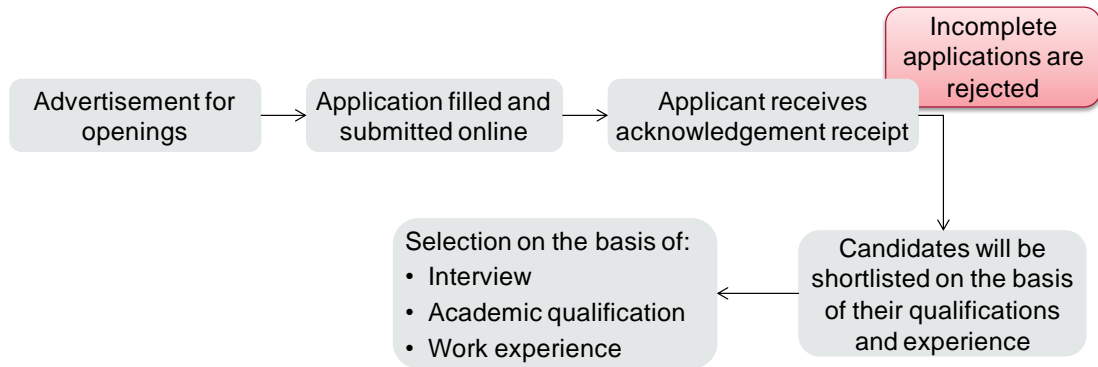 Incomplete
applications are
rejected
Advertisement for
openings
Application filled and
submitted online
Applicant receives
acknowledgement receipt
Candidates will be
shortlisted on the basis
of their qualifications
and experience
Selection on the basis of:
• Interview
• Academic qualification
• Work experience